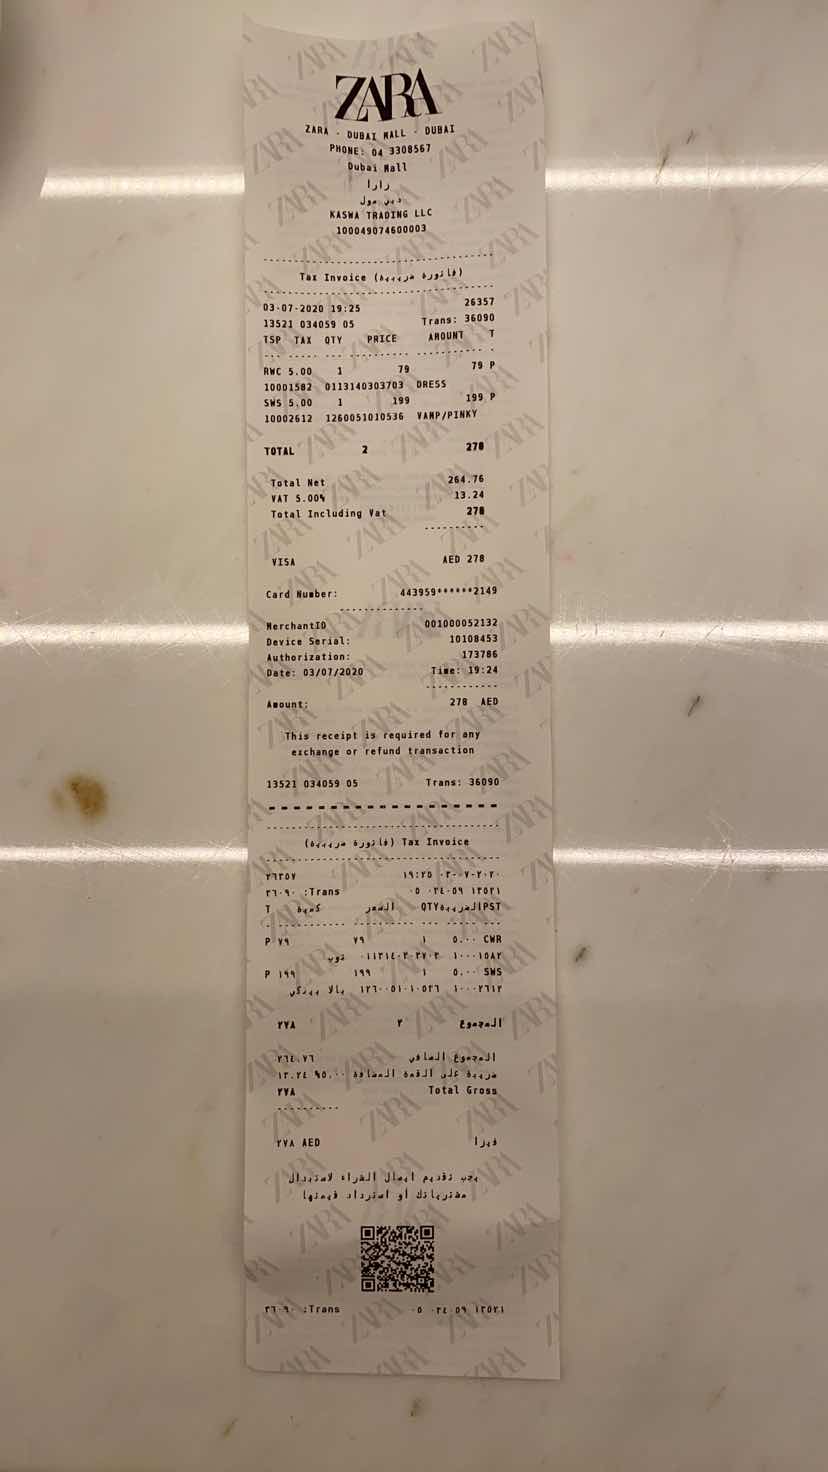 ZARA
ZARA - DUBAI MALL - DUBAI
PHONE: 04 3308567
Dubai Mall
زارا
دبي مول
KASWA TRADING LLC
100049074600003
Tax Invoice (فاتورة ضريبية)
03-07-2020 19:25 26357
13521 034059 05 Trans: 36090
TSP TAX QTY PRICE AMOUNT T
RWC 5.00 1 79 79 P
10001582 0113140303703 DRESS
SWS 5.00 1 199 199 P
10002612 1260051010536 VAMP/PINKY
TOTAL 2 278
Total Net 264.76
VAT 5.00% 13.24
Total Including Vat 278
VISA AED 278
Card Number: 443959******2149
MerchantID 001000052132
Device Serial: 10108453
Authorization: 173786
Date: 03/07/2020 Time: 19:24
Amount: 278 AED
This receipt is required for any
exchange or refund transaction
13521 034059 05 Trans: 36090
(فاتورة ضريبية) Tax Invoice
٢٦٣٥٧ ١٩:٢٥ ٠٣-٠٧-٢٠٢٠
٣٦٠٩٠ :Trans ٠٥ ٠٣٤٠٥٩ ١٣٥٢١
T كمية السعر QTYالضريبةPST
P ٧٩ ٧٩ ١ ٥.٠٠ CWR
ثوب ٠١١٣١٤٠٣٠٣٧٠٣ ١٠٠٠١٥٨٢
P ١٩٩ ١٩٩ ١ ٥.٠٠ SWS
١٢٦٠٠٥١٠١٠٥٣٦ ١٠٠٠٢٦١٢
٢٧٨ ٢ المجموع
٢٦٤.٧٦ المجموع الصافي
١٣.٢٤ %٥.٠٠ ضريبة على القمة المضافة
٢٧٨ Total Gross
٢٧٨ AED فيزا
يجب تقديم ايصال الشراء لاستبدال
مشترياتك أو استرداد قيمتها
٣٦٠٩٠ :Trans ٠٥ ٠٣٤٠٥٩ ١٣٥٢١